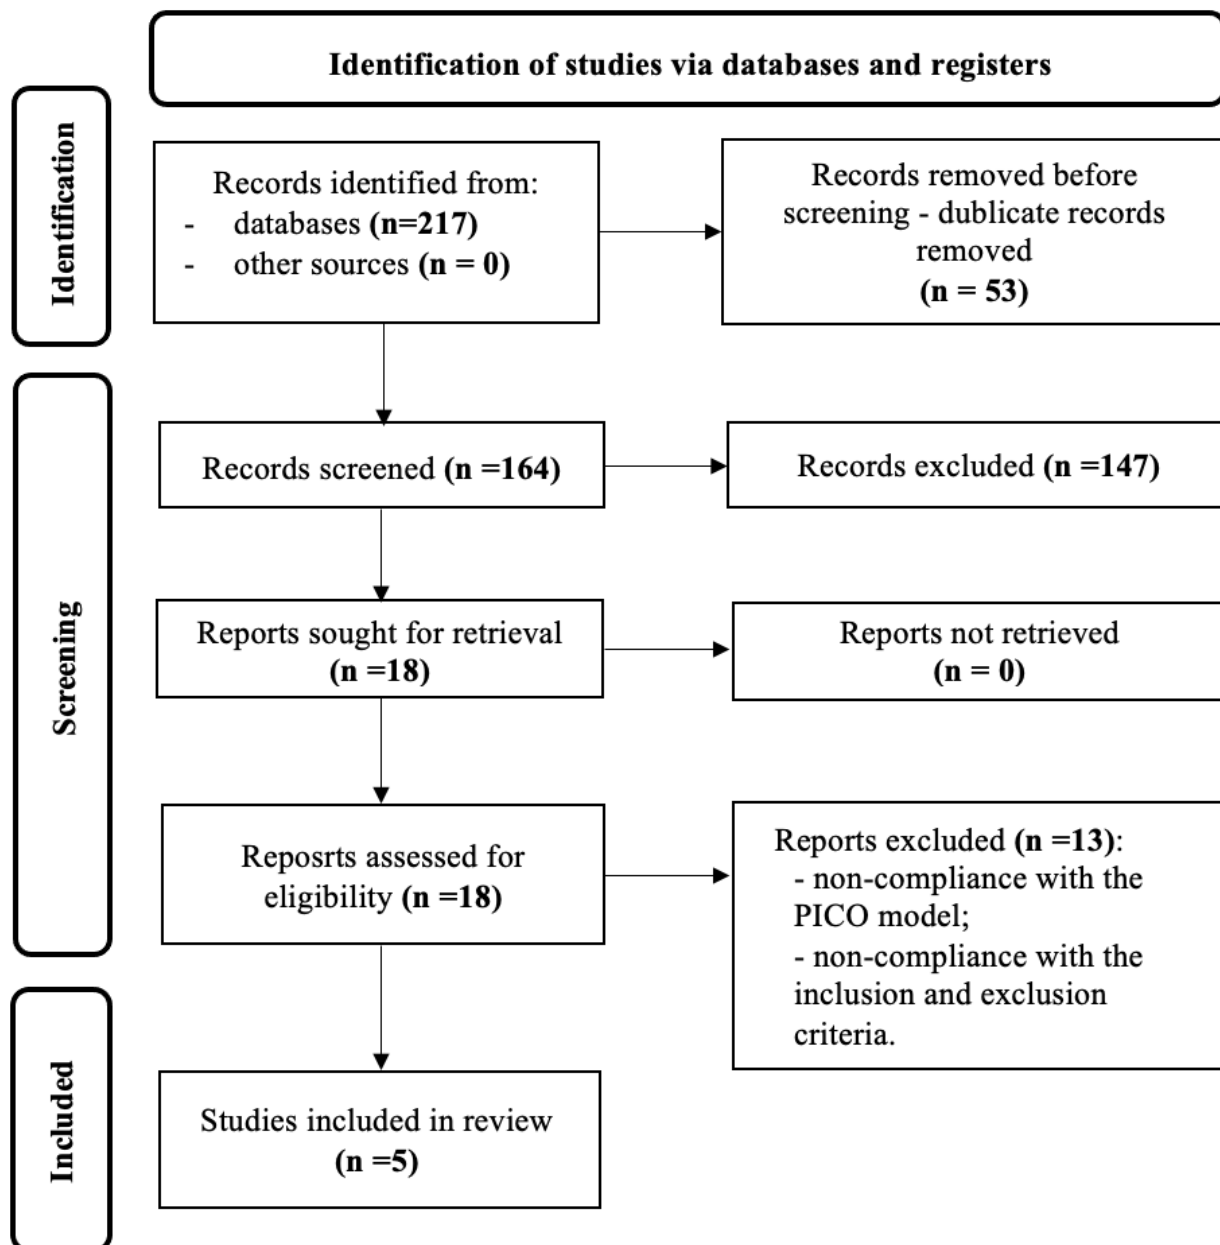 Identification of studies via databases and registers
Identification
Records identified from:
- databases (n=217)
- other sources (n = 0)
Records removed before
screening - dublicate records
removed
(n = 53)
Screening
Records screened (n =164)
Records excluded (n =147)
Reports sought for retrieval
(n =18)
Reports not retrieved
(n = 0)
Reposrts assessed for
eligibility (n =18)
Reports excluded (n =13):
- non-compliance with the
PICO model;
- non-compliance with the
inclusion and exclusion
criteria.
Included
Studies included in review
(n =5)